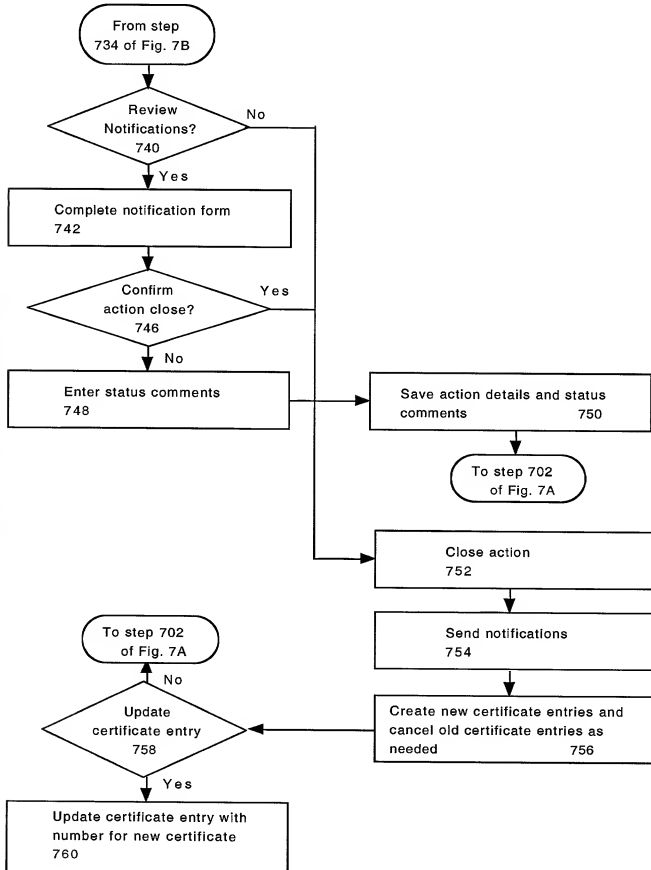 From step
734 of Fig. 7B
Review
Notifications?
740
No
Yes
Complete notification form
742
Confirm
action close?
746
Yes
No
Enter status comments
748
Save action details and status
comments 750
To step 702
of Fig. 7A
Close action
752
Send notifications
754
Create new certificate entries and
cancel old certificate entries as
needed 756
To step 702
of Fig. 7A
No
Update
certificate entry
758
Yes
Update certificate entry with
number for new certificate
760